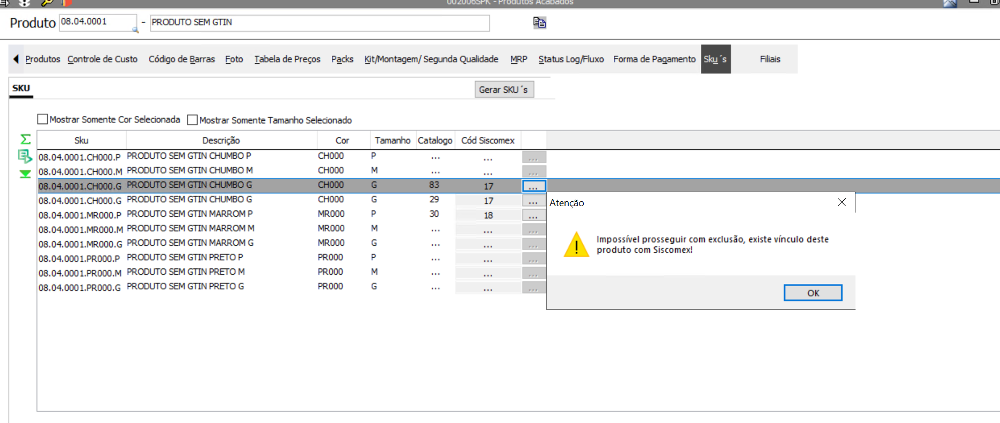 002006SPK - Produtos Acabados
Produto 08.04.0001 - PRODUTO SEM GTIN
Produtos Controle de Custo Código de Barras Foto Tabela de Preços Packs Kit/Montagem/ Segunda Qualidade MRP Status Log/Fluxo Forma de Pagamento Sku´s Filiais
SKU Gerar SKU´s
Mostrar Somente Cor Selecionada Mostrar Somente Tamanho Selecionado
Sku Descrição Cor Tamanho Catalogo Cód Siscomex
08.04.0001.CH000.P PRODUTO SEM GTIN CHUMBO P CH000 P ... ... ...
08.04.0001.CH000.M PRODUTO SEM GTIN CHUMBO M CH000 M ... ... ...
08.04.0001.CH000.G PRODUTO SEM GTIN CHUMBO G CH000 G 83 17 ...
08.04.0001.CH000.G PRODUTO SEM GTIN CHUMBO G CH000 G 29 17 ...
08.04.0001.MR000.P PRODUTO SEM GTIN MARROM P MR000 P 30 18 ...
08.04.0001.MR000.M PRODUTO SEM GTIN MARROM M MR000 M ... ... ...
08.04.0001.MR000.G PRODUTO SEM GTIN MARROM G MR000 G ... ... ...
08.04.0001.PR000.P PRODUTO SEM GTIN PRETO P PR000 P ... ... ...
08.04.0001.PR000.M PRODUTO SEM GTIN PRETO M PR000 M ... ... ...
08.04.0001.PR000.G PRODUTO SEM GTIN PRETO G PR000 G ... ... ...
Atenção
Impossível prosseguir com exclusão, existe vínculo deste
produto com Siscomex!
OK